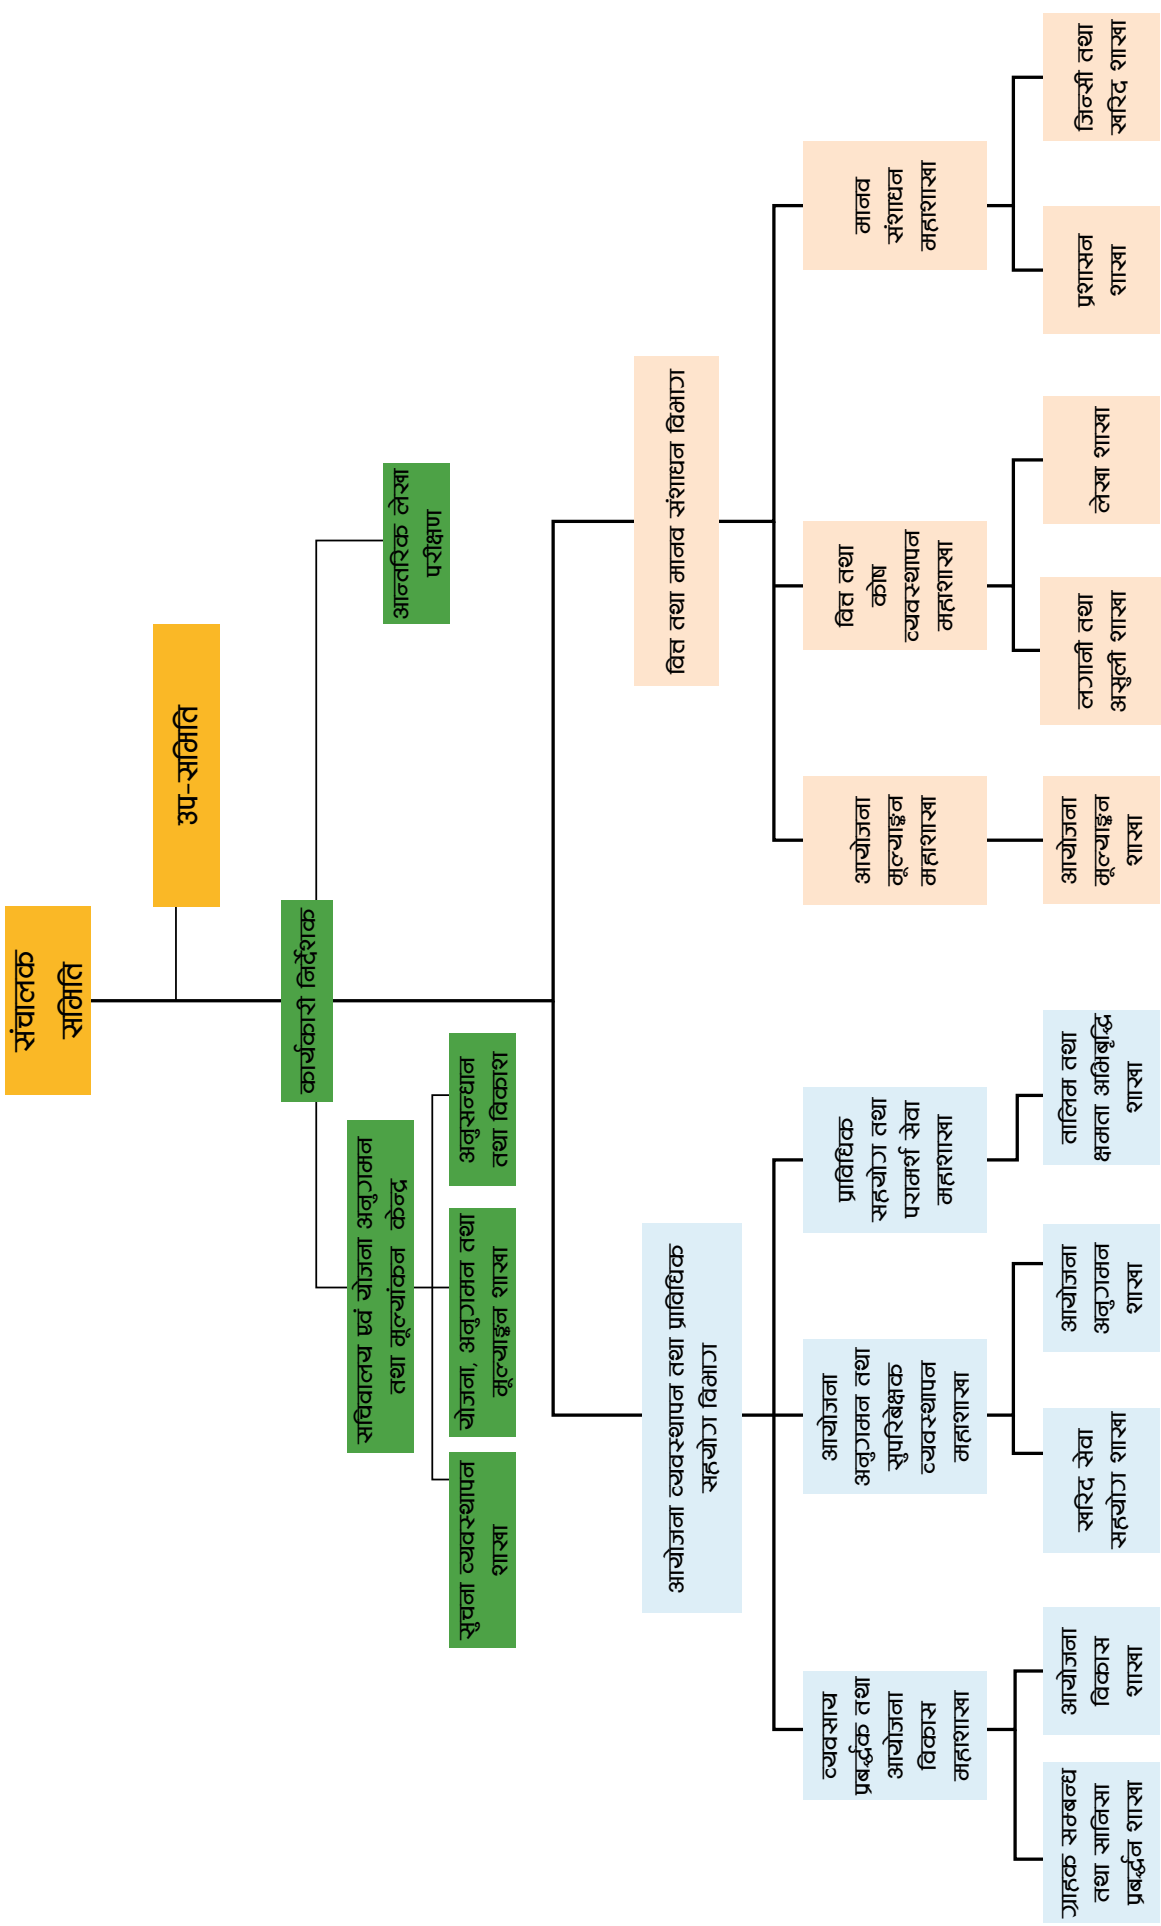 संचालक
समिति
उप-समिति
कार्यकारी निर्देशक
आन्तरिक लेखा
परीक्षण
सचिवालय एवं योजना अनुगमन
तथा मूल्यांकन केन्द्र
सुचना व्यवस्थापन
शाखा
योजना, अनुगमन तथा
मूल्याङ्कन शाखा
अनुसन्धान
तथा विकाश
आयोजना व्यवस्थापन तथा प्राविधिक
सहयोग विभाग
वित्त तथा मानव संशाधन विभाग
व्यवसाय
प्रबर्द्धक तथा
आयोजना
विकास
महाशाखा
आयोजना
अनुगमन तथा
सुपरिबेक्षक
व्यवस्थापन
महाशाखा
प्राविधिक
सहयोग तथा
परामर्श सेवा
महाशाखा
आयोजना
मूल्याङ्कन
महाशाखा
वित्त तथा
कोष
व्यवस्थापन
महाशाखा
मानव
संशाधन
महाशाखा
ग्राहक सम्बन्ध
तथा सानिसा
प्रबर्द्धन शाखा
आयोजना
विकास
शाखा
खरिद सेवा
सहयोग शाखा
आयोजना
अनुगमन
शाखा
तालिम तथा
क्षमता अभिबृद्धि
शाखा
आयोजना
मूल्याङ्कन
शाखा
लगानी तथा
असुली शाखा
लेखा शाखा
प्रशासन
शाखा
जिन्सी तथा
खरिद शाखा